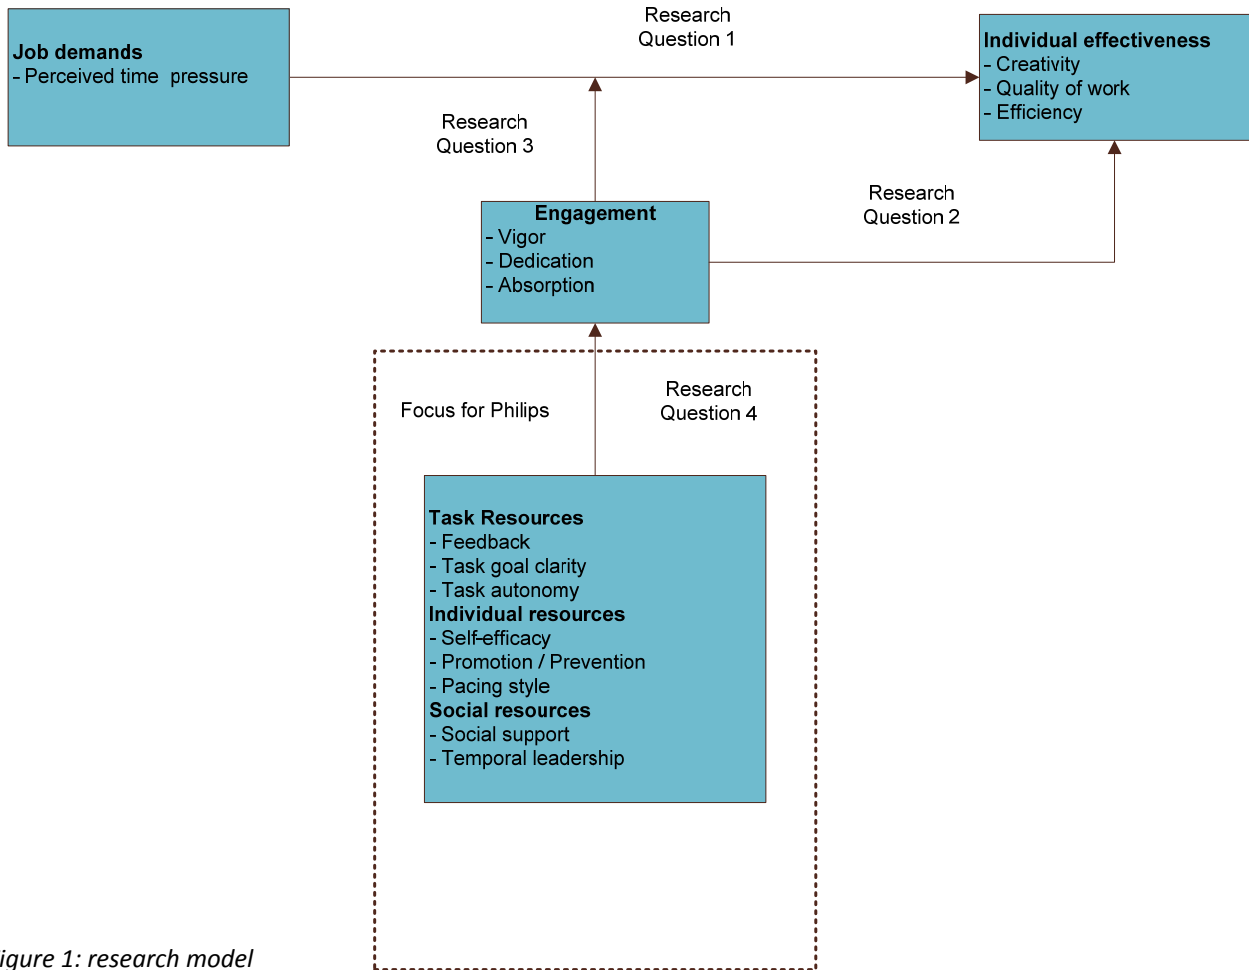 Research
Question 1
Job demands
- Perceived time pressure
Individual effectiveness
- Creativity
- Quality of work
- Efficiency
Research
Question 3
Research
Question 2
Engagement
- Vigor
- Dedication
- Absorption
Focus for Philips
Research
Question 4
Task Resources
- Feedback
- Task goal clarity
- Task autonomy
Individual resources
- Self-efficacy
- Promotion / Prevention
- Pacing style
Social resources
- Social support
- Temporal leadership
igure 1: research model